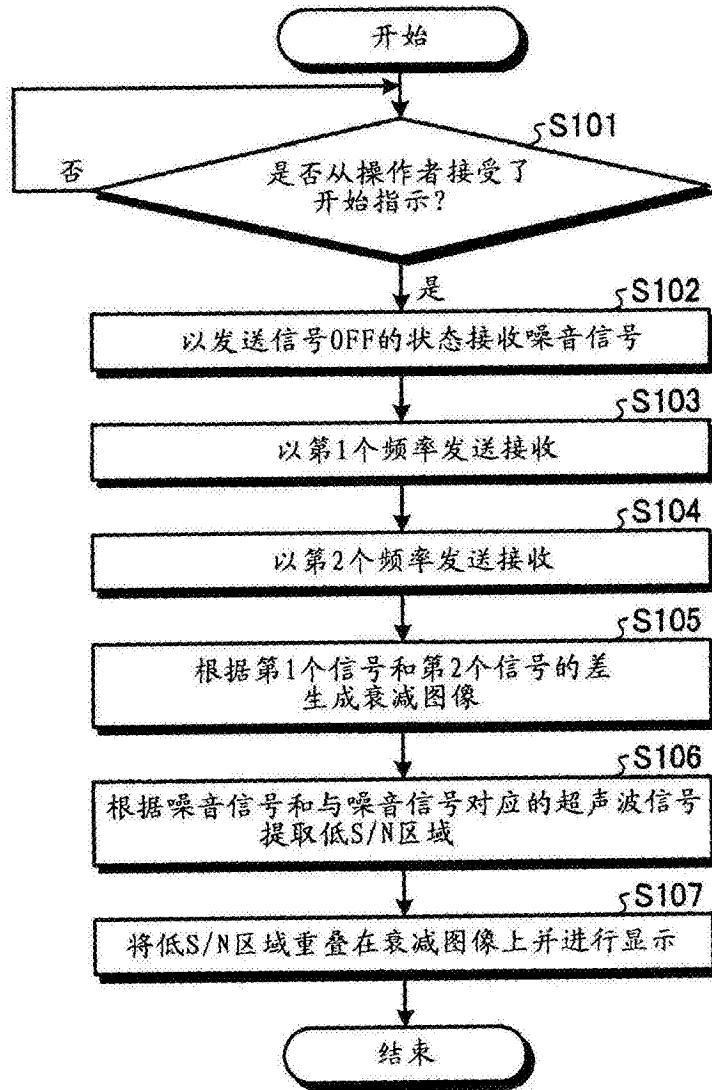 开始
S101
是否从操作者接受了
开始指示?
否
是
S102
以发送信号OFF的状态接收噪音信号
S103
以第1个频率发送接收
S104
以第2个频率发送接收
S105
根据第1个信号和第2个信号的差
生成衰减图像
S106
根据噪音信号和与噪音信号对应的超声波信号
提取低S/N区域
S107
将低S/N区域重叠在衰减图像上并进行显示
结束